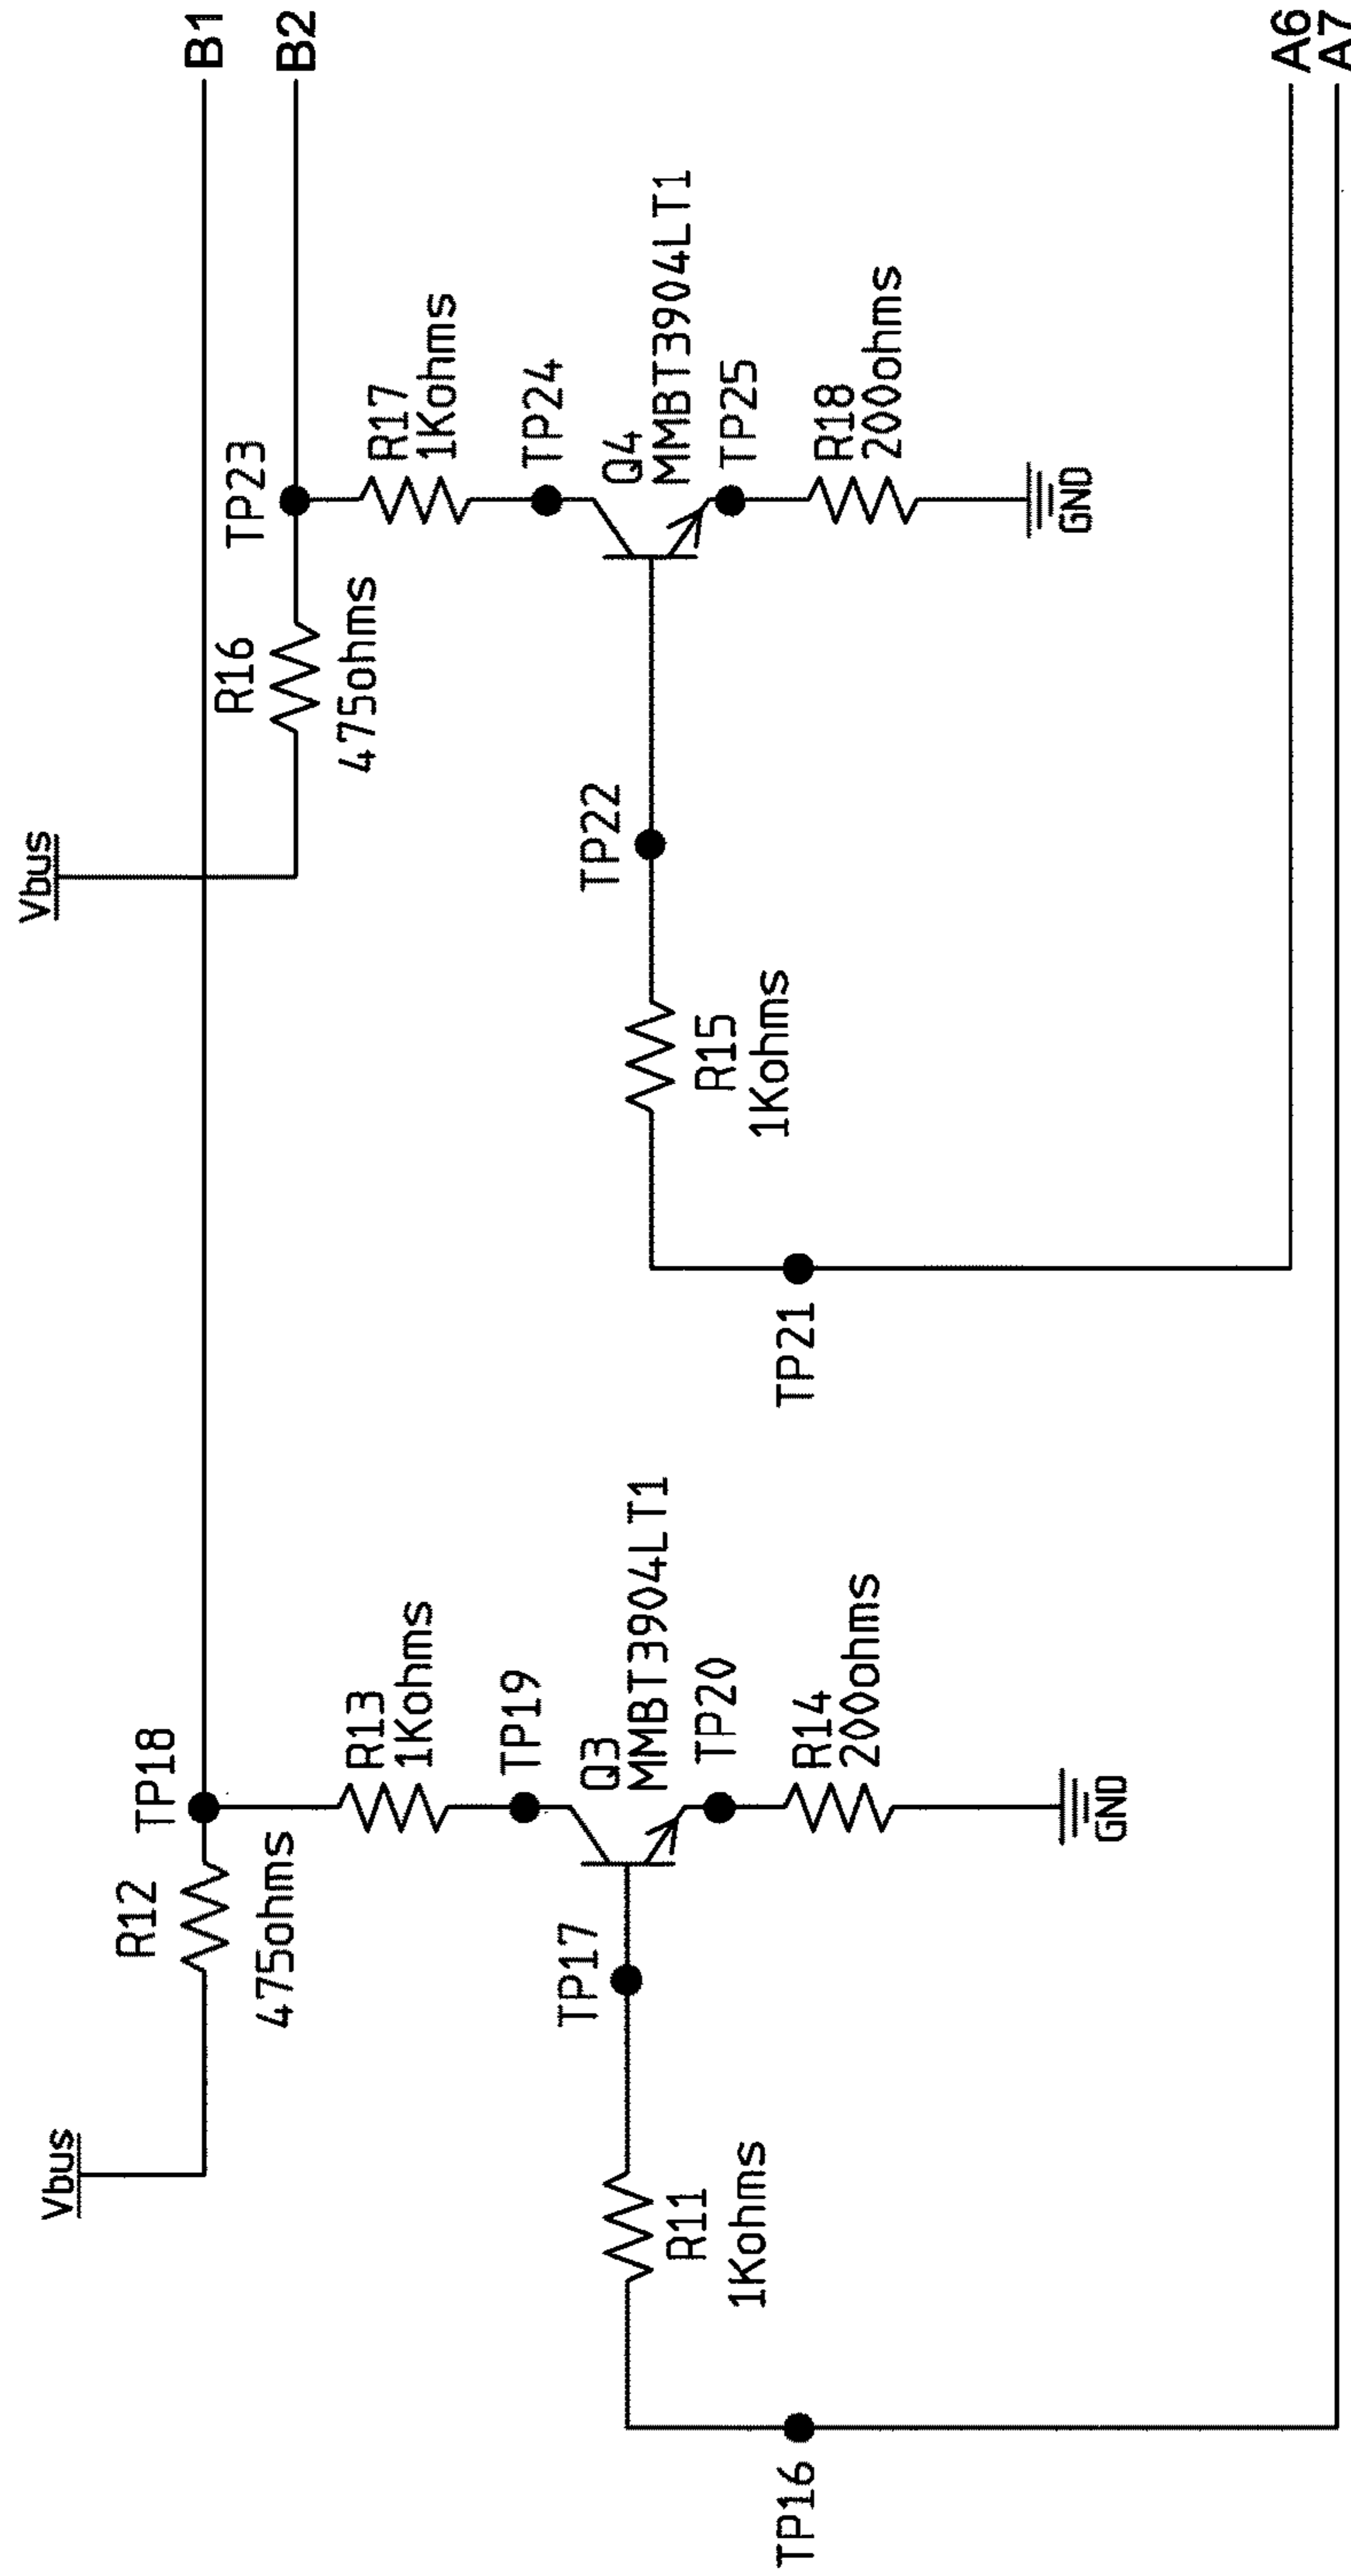 Vbus
R12
475ohms
TP18
B1
R13
1Kohms
TP19
Q3
MMBT3904LT1
TP17
R11
1Kohms
TP16
TP20
R14
200ohms
GND
Vbus
R16
475ohms
TP23
B2
R17
1Kohms
TP24
Q4
MMBT3904LT1
TP22
R15
1Kohms
TP21
TP25
R18
200ohms
GND
A6
A7